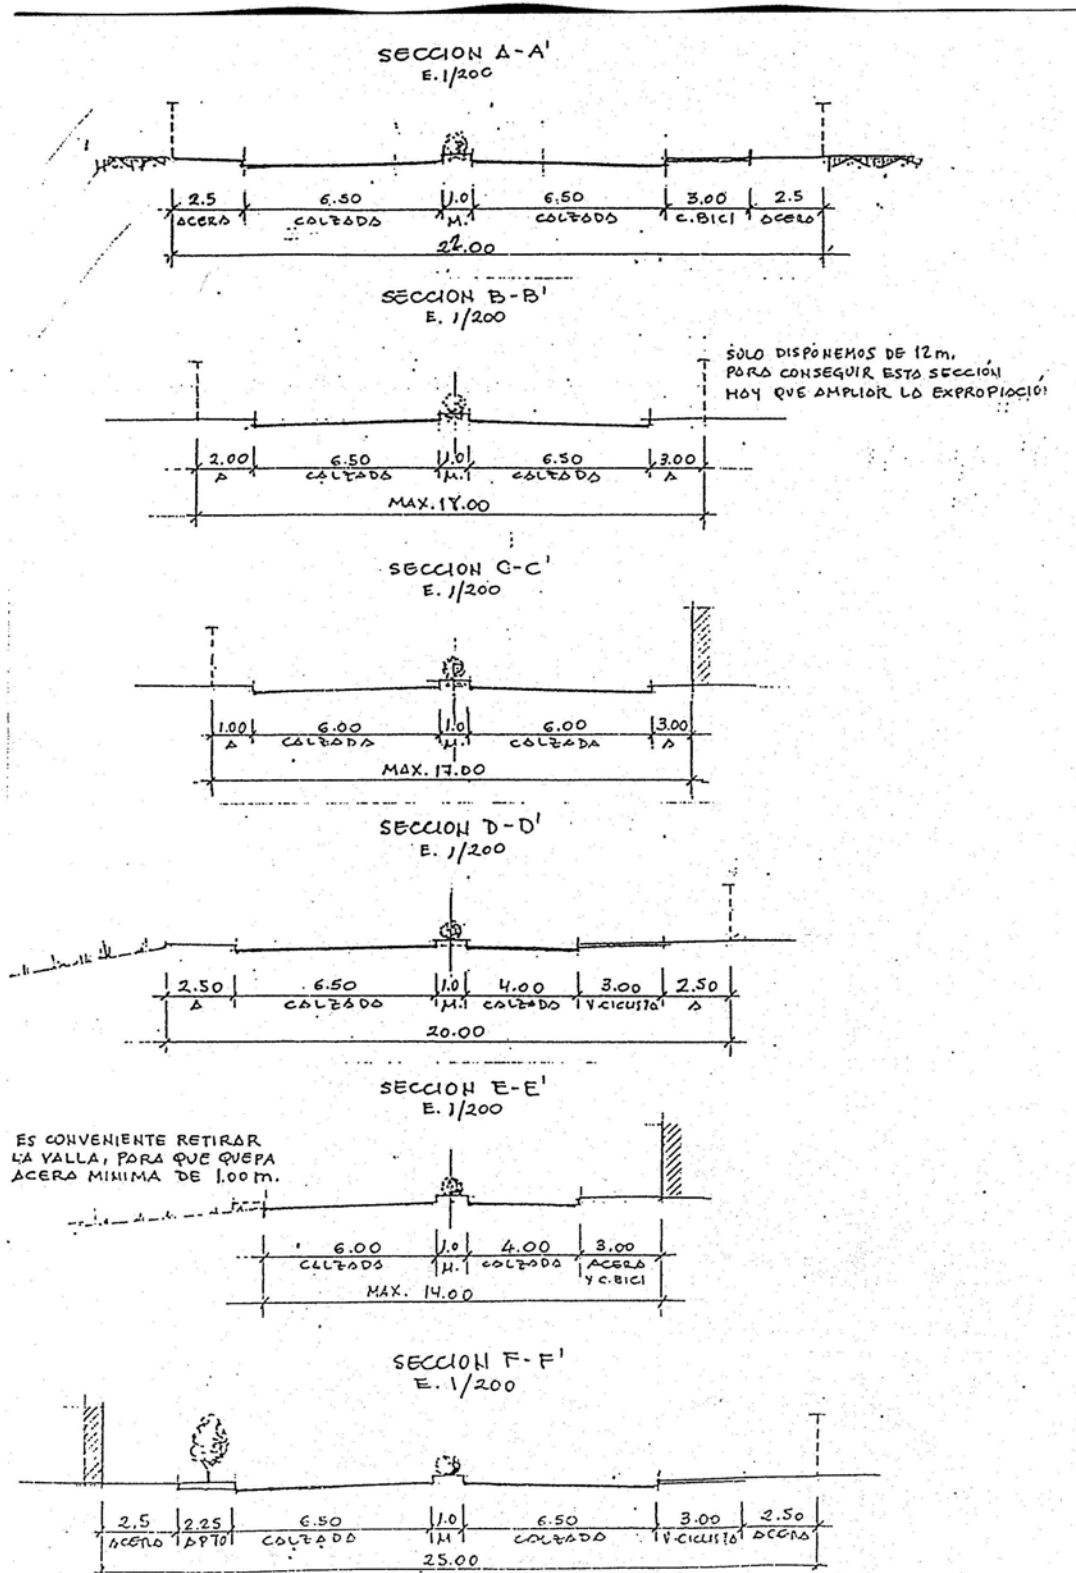 SECCION A-A'
E. 1/200
2.5 6.50 1.0 6.50 3.00 2.5
ACERA CALZADA M. CALZADA C.BICI ACERA
22.00
SECCION B-B'
E. 1/200
SOLO DISPONEMOS DE 12m.
PARA CONSEGUIR ESTA SECCIÓN
HAY QUE AMPLIAR LA EXPROPIACIÓ
2.00 6.50 1.0 6.50 3.00
A CALZADA M. CALZADA A
MAX. 18.00
SECCION C-C'
E. 1/200
1.00 6.00 1.0 6.00 3.00
A CALZADA M. CALZADA A
MAX. 17.00
SECCION D-D'
E. 1/200
2.50 6.50 1.0 4.00 3.00 2.50
A CALZADA M. CALZADA V.CICLISTA A
20.00
SECCION E-E'
E. 1/200
ES CONVENIENTE RETIRAR
LA VALLA, PARA QUE QUEPA
ACERA MINIMA DE 1.00 m.
6.00 1.0 4.00 3.00
CALZADA M. CALZADA ACERA
Y C.BICI
MAX. 14.00
SECCION F-F'
E. 1/200
2.5 2.25 6.50 1.0 6.50 3.00 2.50
ACERA APTO CALZADA M CALZADA V.CICLISTA ACERA
25.00